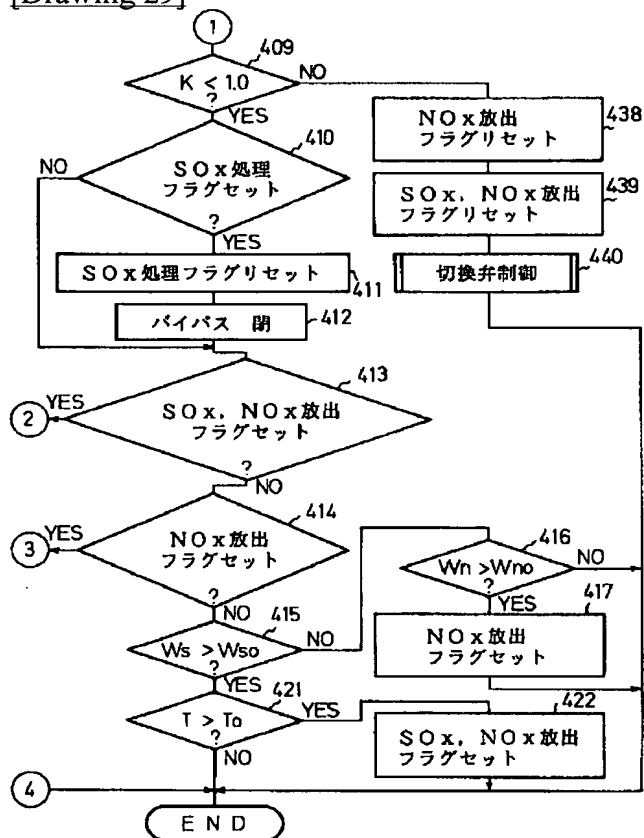 [Drawing 29]
1
409
K < 1.0
?
NO
YES
438
NOx放出
フラグリセット
410
NO
SOx処理
フラグセット
?
YES
439
SOx, NOx放出
フラグリセット
SOx処理フラグリセット
411
切換弁制御
440
バイパス 閉
412
413
2
YES
SOx, NOx放出
フラグセット
?
NO
414
3
YES
NOx放出
フラグセット
?
NO
416
Wn >Wno
?
NO
YES
415
Ws >Wso
?
NO
YES
417
NOx放出
フラグセット
421
T > To
?
YES
NO
422
SOx, NOx放出
フラグセット
4
END